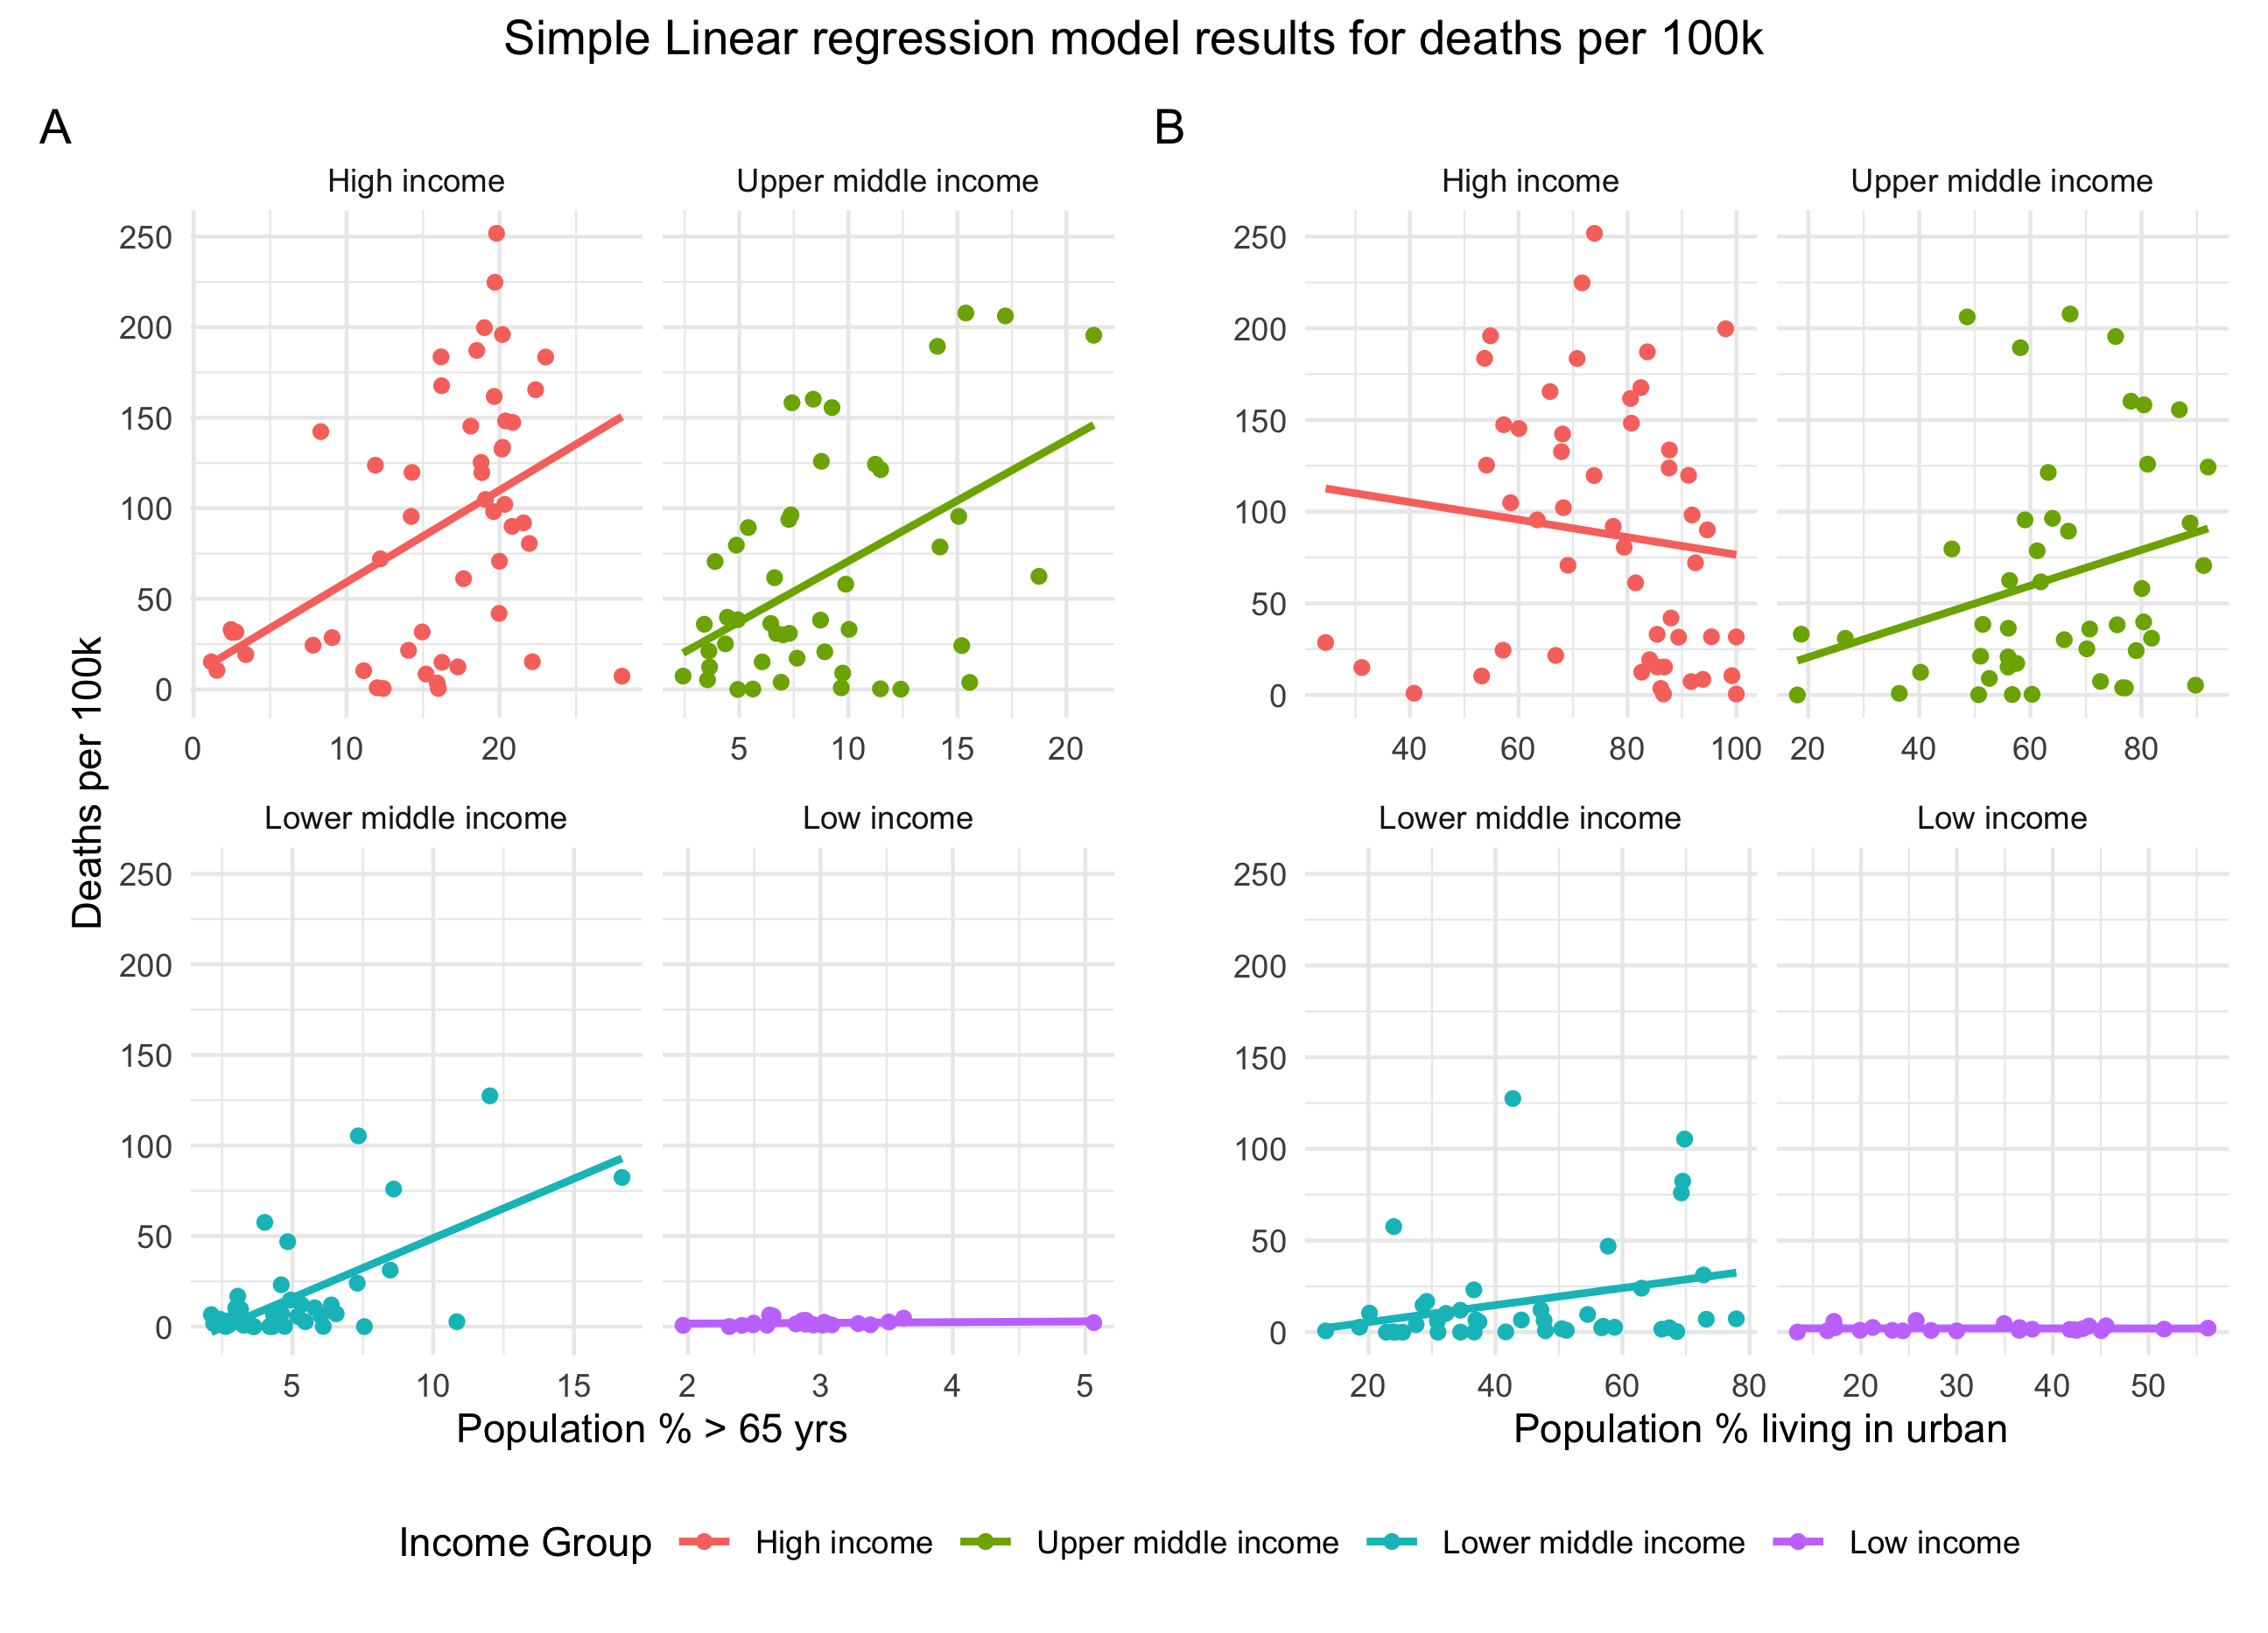 Simple Linear regression model results for deaths per 100k
A
B
High income
Upper middle income
High income
Upper middle income
250
200
150
100
50
0
250
200
150
100
50
0
0 10 20
5 10 15 20
40 60 80 100
20 40 60 80
Deaths per 100k
Lower middle income
Low income
Lower middle income
Low income
250
200
150
100
50
0
250
200
150
100
50
0
5 10 15
2 3 4 5
20 40 60 80
20 30 40 50
Population % > 65 yrs
Population % living in urban
Income Group High income Upper middle income Lower middle income Low income